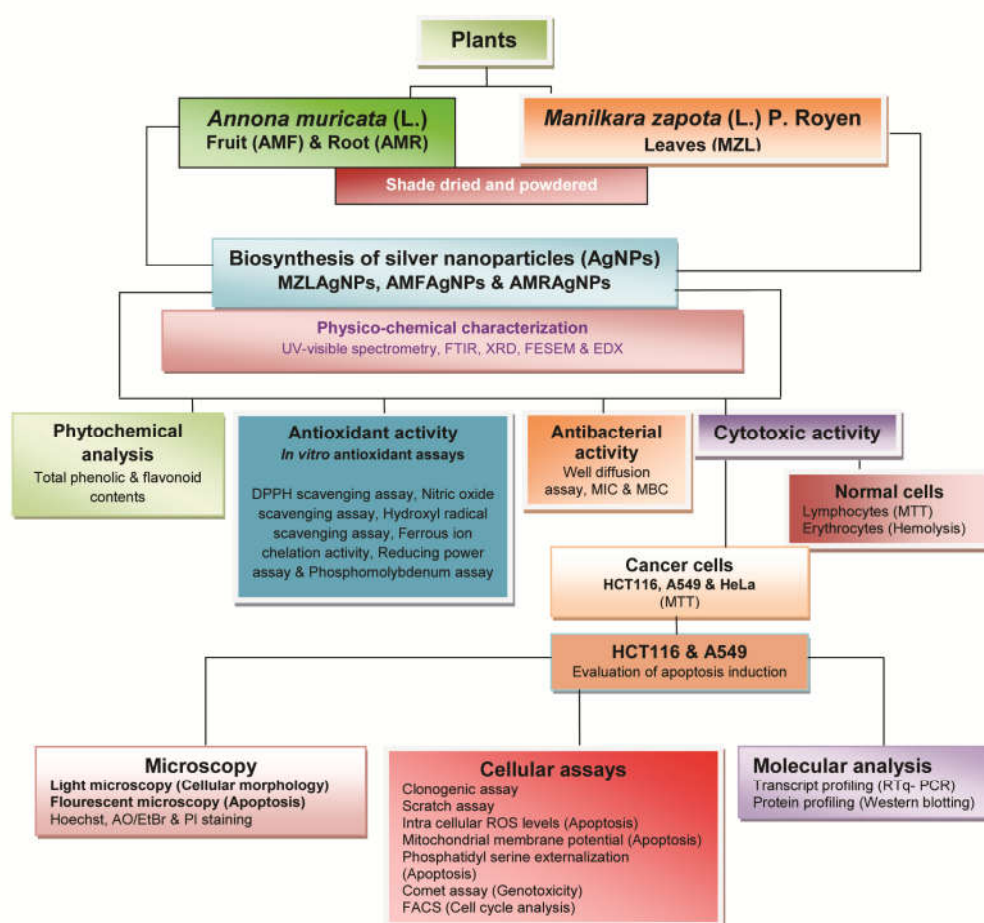 Plants
Annona muricata (L.)
Fruit (AMF) & Root (AMR)
Manilkara zapota (L.) P. Royen
Leaves (MZL)
Shade dried and powdered
Biosynthesis of silver nanoparticles (AgNPs)
MZLAgNPs, AMFAgNPs & AMRAgNPs
Physico-chemical characterization
UV-visible spectrometry, FTIR, XRD, FESEM & EDX
Phytochemical
analysis
Total phenolic & flavonoid
contents
Antioxidant activity
In vitro antioxidant assays
DPPH scavenging assay, Nitric oxide
scavenging assay, Hydroxyl radical
scavenging assay, Ferrous ion
chelation activity, Reducing power
assay & Phosphomolybdenum assay
Antibacterial
activity
Well diffusion
assay, MIC & MBC
Cytotoxic activity
Normal cells
Lymphocytes (MTT)
Erythrocytes (Hemolysis)
Cancer cells
HCT116, A549 & HeLa
(MTT)
HCT116 & A549
Evaluation of apoptosis induction
Microscopy
Light microscopy (Cellular morphology)
Flourescent microscopy (Apoptosis)
Hoechst, AO/EtBr & PI staining
Cellular assays
Clonogenic assay
Scratch assay
Intra cellular ROS levels (Apoptosis)
Mitochondrial membrane potential (Apoptosis)
Phosphatidyl serine externalization
(Apoptosis)
Comet assay (Genotoxicity)
FACS (Cell cycle analysis)
Molecular analysis
Transcript profiling (RTq- PCR)
Protein profiling (Western blotting)